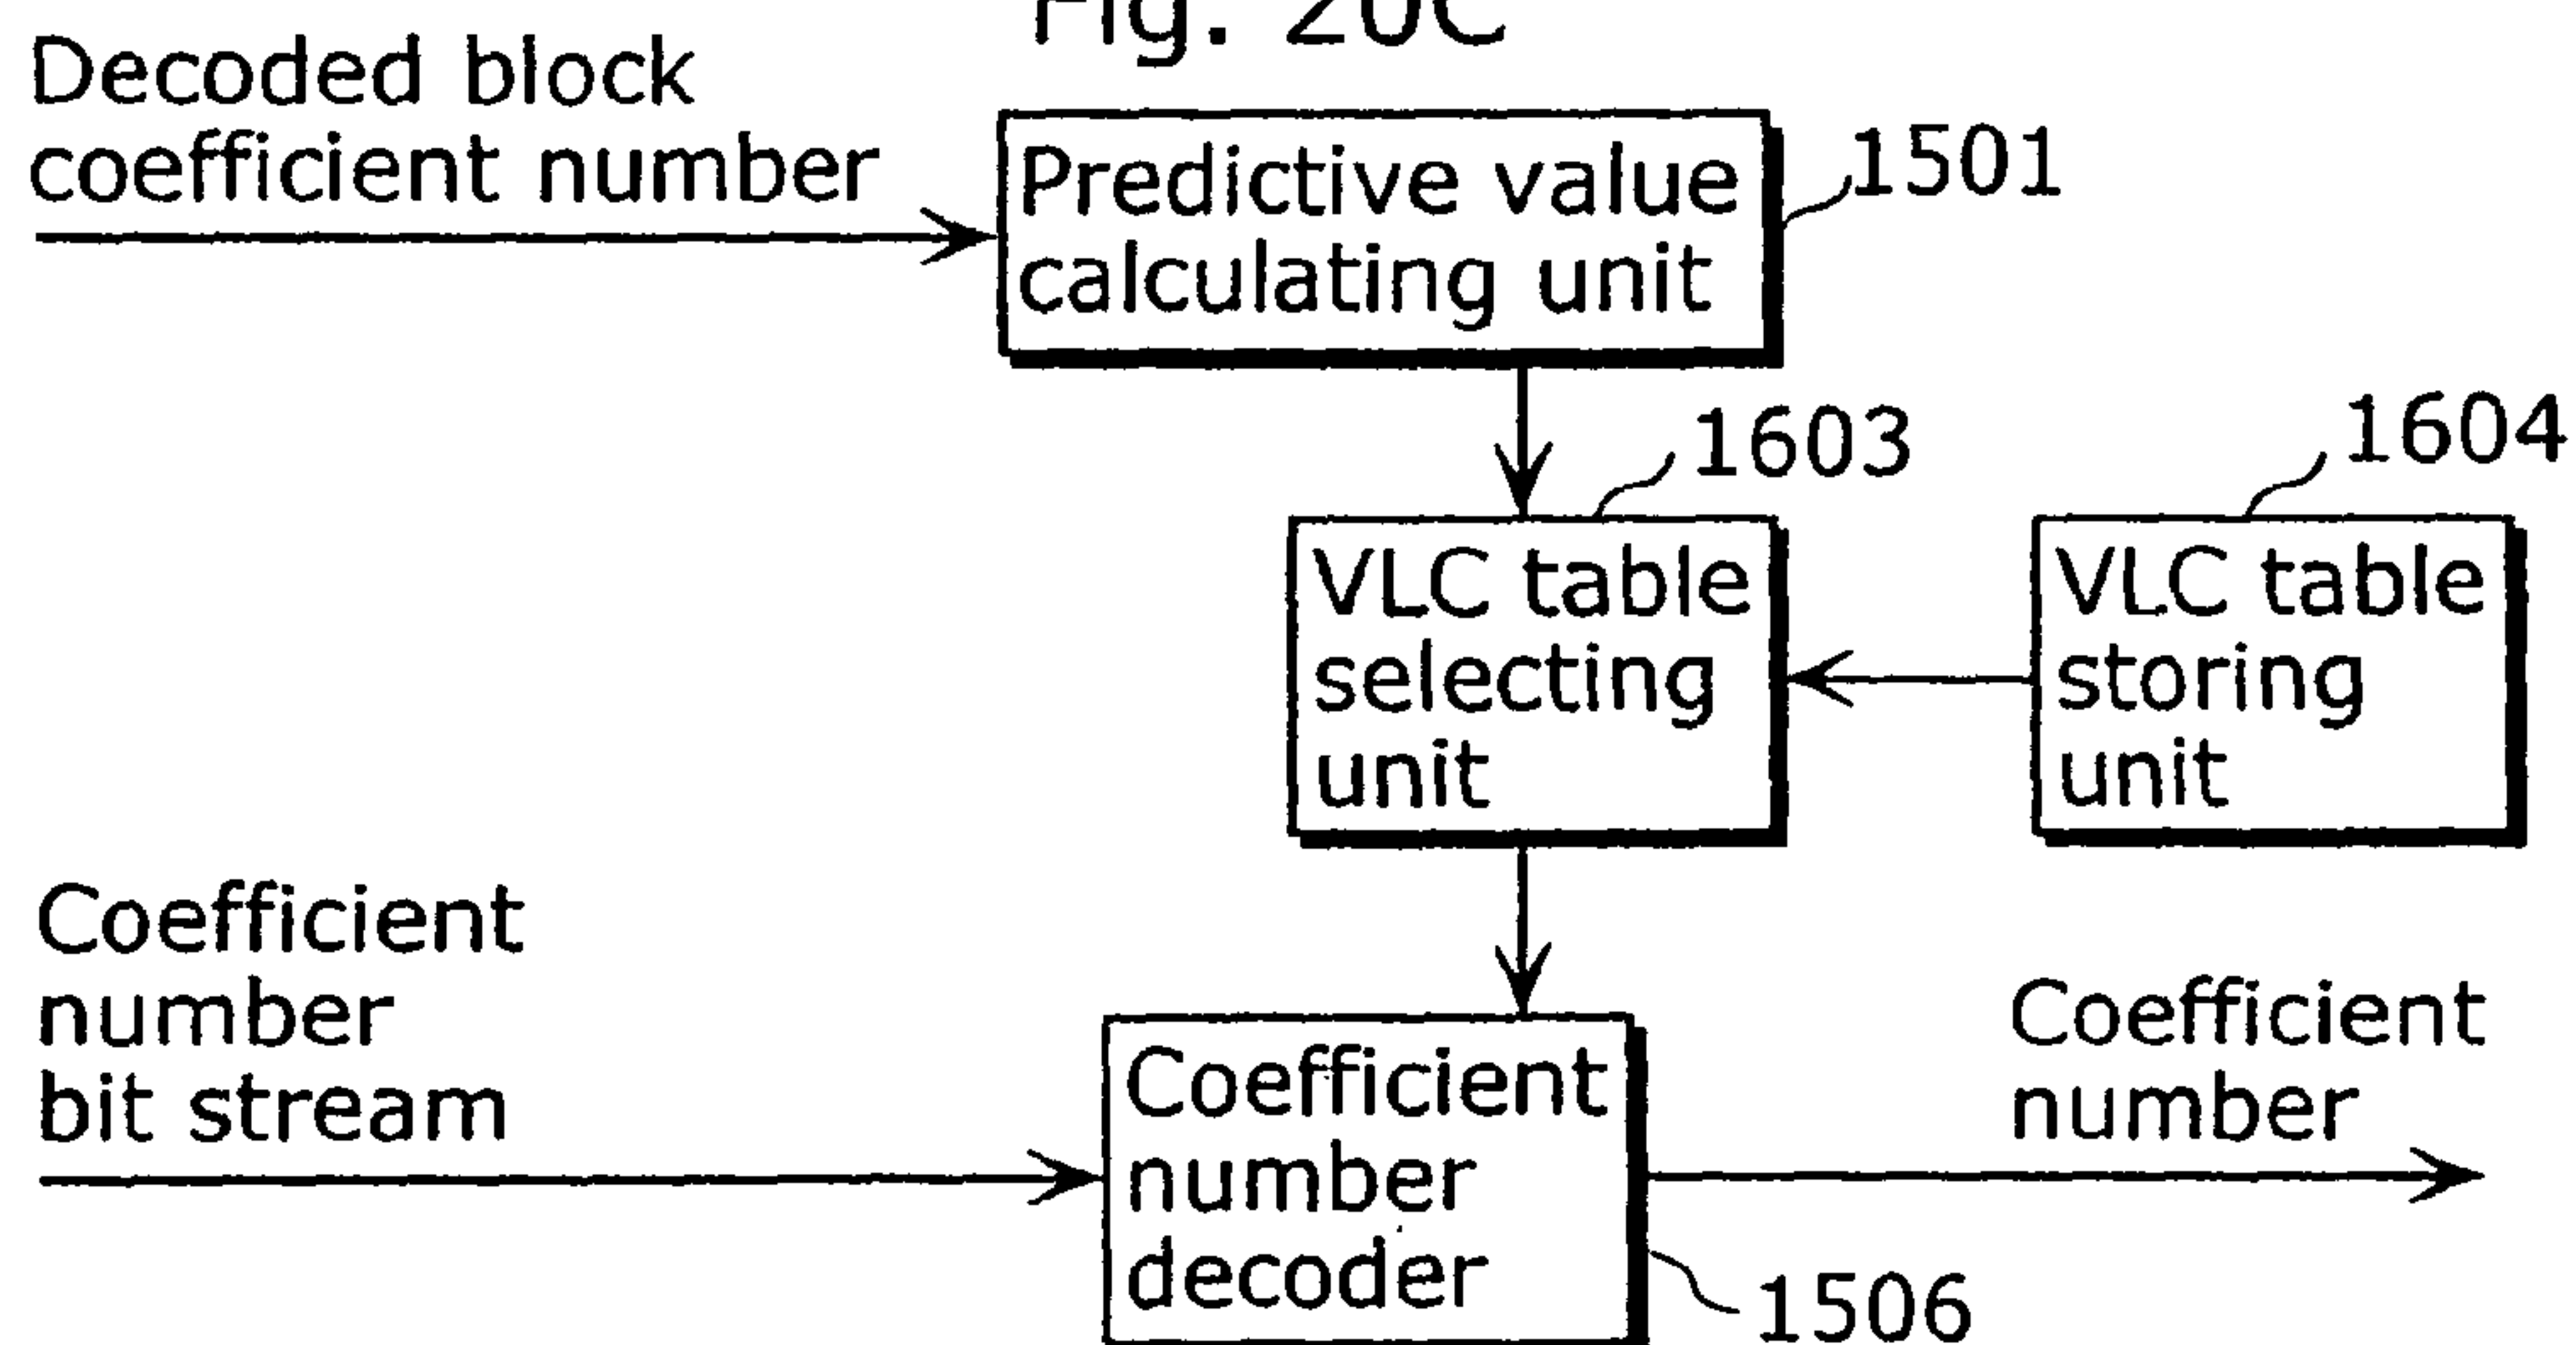 Fig. 20C
Decoded block
coefficient number
Predictive value
calculating unit
1501
1603
1604
VLC table
selecting
unit
VLC table
storing
unit
Coefficient
number
bit stream
Coefficient
number
decoder
Coefficient
number
1506